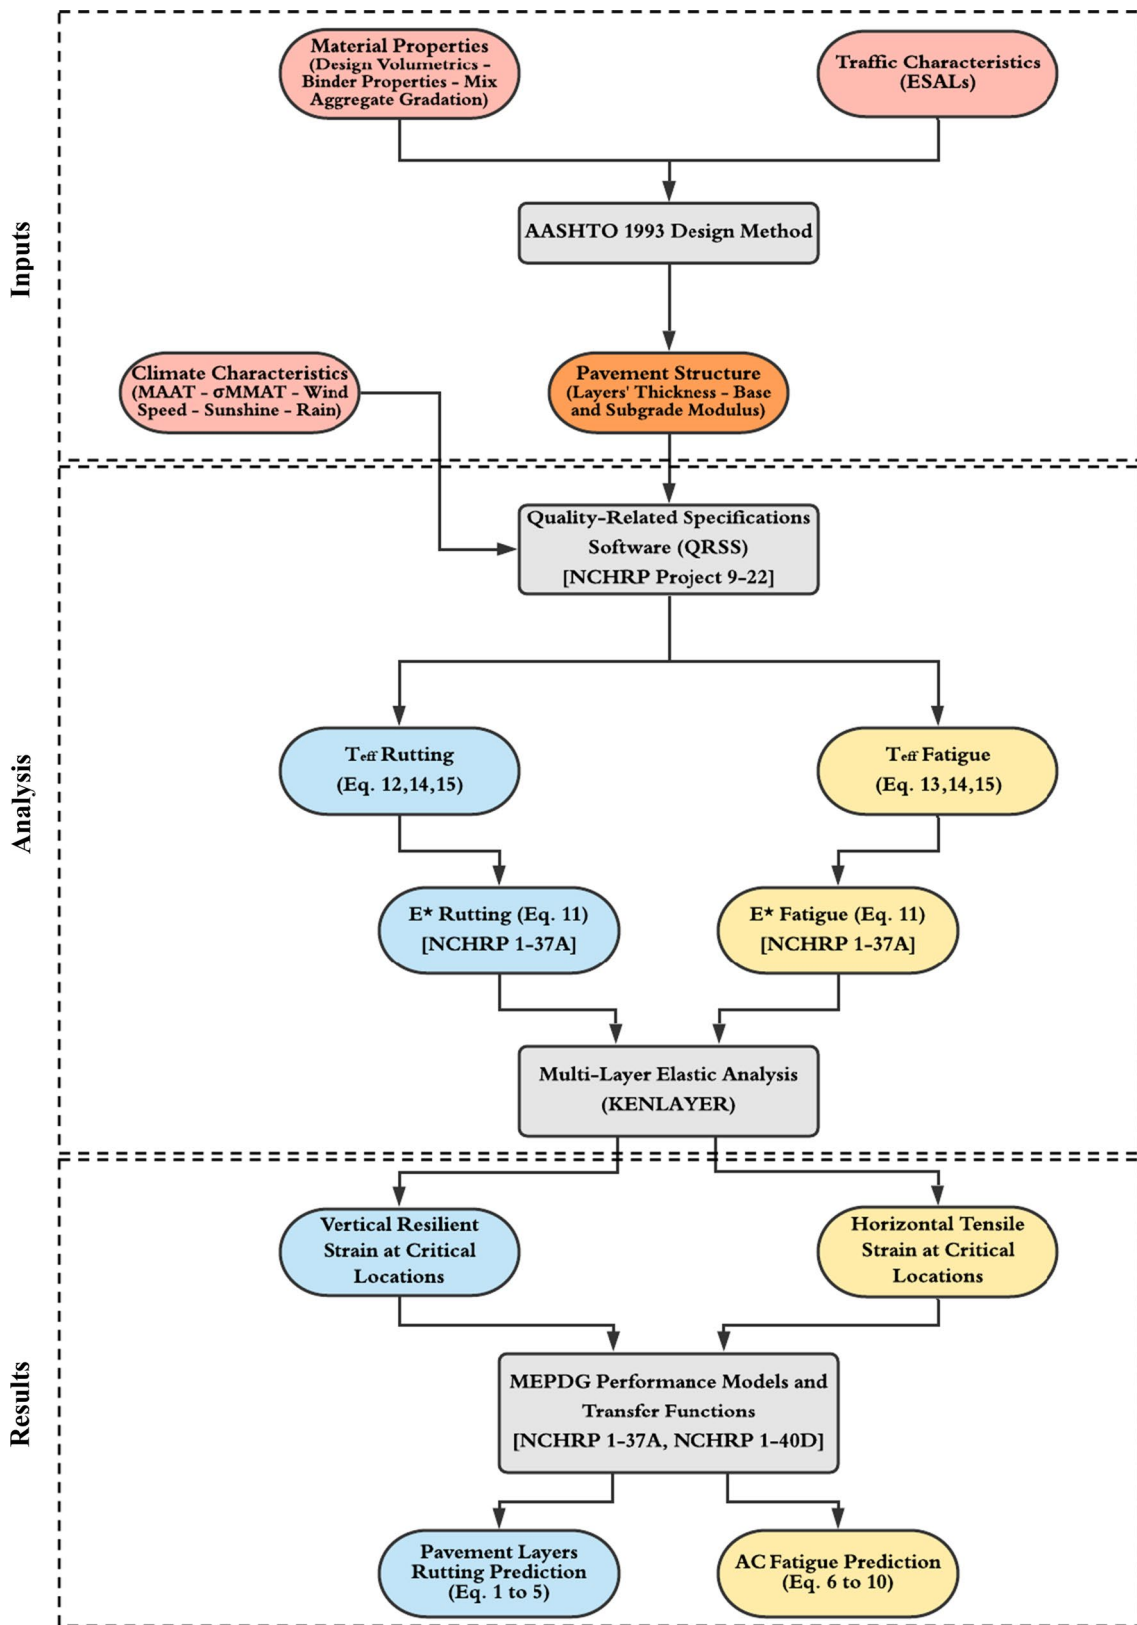 Inputs
Material Properties
(Design Volumetrics -
Binder Properties - Mix
Aggregate Gradation)
Traffic Characteristics
(ESALs)
AASHTO 1993 Design Method
Climate Characteristics
(MAAT - σMMAT - Wind
Speed - Sunshine - Rain)
Pavement Structure
(Layers' Thickness - Base
and Subgrade Modulus)
Analysis
Quality-Related Specifications
Software (QRSS)
[NCHRP Project 9-22]
Teff Rutting
(Eq. 12,14,15)
Teff Fatigue
(Eq. 13,14,15)
E* Rutting (Eq. 11)
[NCHRP 1-37A]
E* Fatigue (Eq. 11)
[NCHRP 1-37A]
Multi-Layer Elastic Analysis
(KENLAYER)
Results
Vertical Resilient
Strain at Critical
Locations
Horizontal Tensile
Strain at Critical
Locations
MEPDG Performance Models and
Transfer Functions
[NCHRP 1-37A, NCHRP 1-40D]
Pavement Layers
Rutting Prediction
(Eq. 1 to 5)
AC Fatigue Prediction
(Eq. 6 to 10)